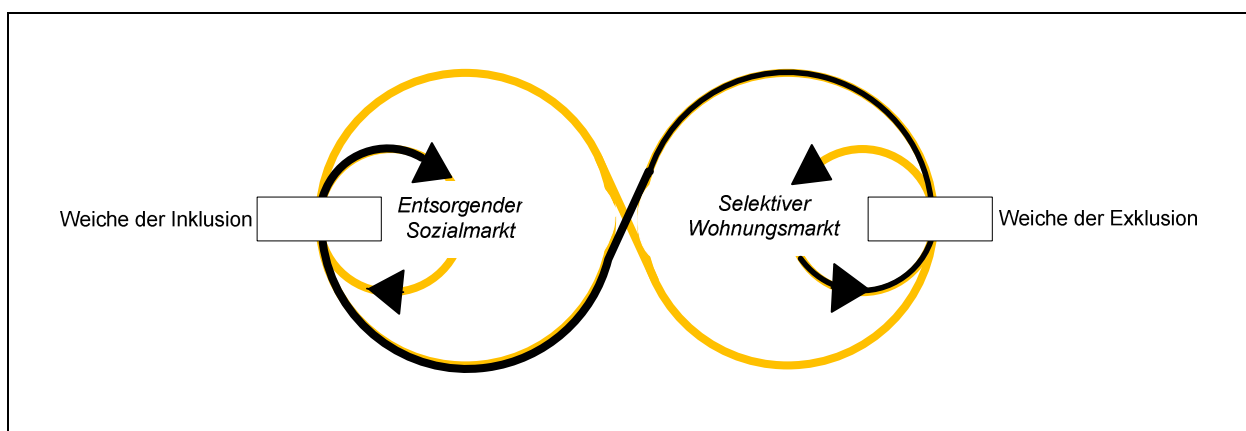 Weiche der Inklusion
Entsorgender
Sozialmarkt
Selektiver
Wohnungsmarkt
Weiche der Exklusion